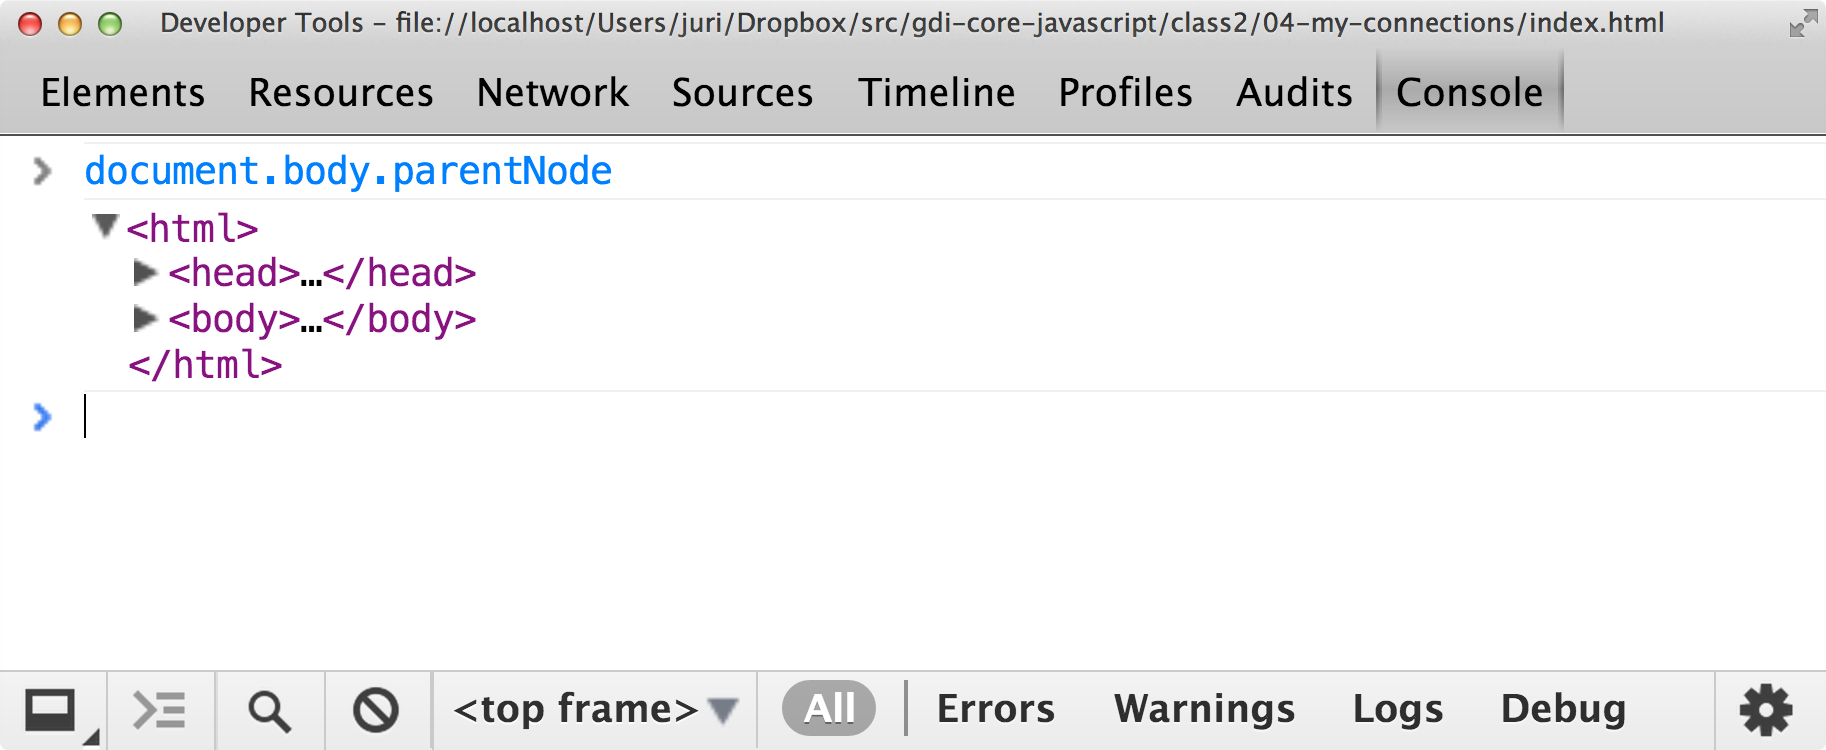 Developer Tools - file://localhost/Users/juri/Dropbox/src/gdi-core-javascript/class2/04-my-connections/index.html
Elements Resources Network Sources Timeline Profiles Audits Console
document.body.parentNode
<html>
<head>…</head>
<body>…</body>
</html>
<top frame> All Errors Warnings Logs Debug